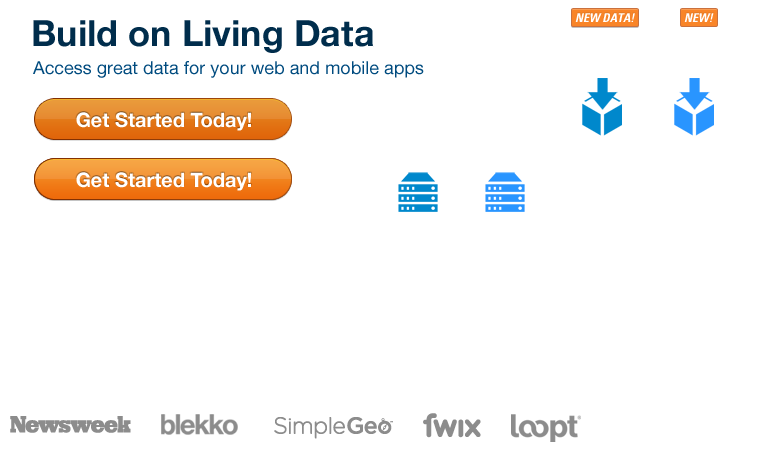 Build on Living Data
NEW DATA!
NEW!
Access great data for your web and mobile apps
Get Started Today!
Get Started Today!
Newsweek
blekko
SimpleGeo
fwix
loopt